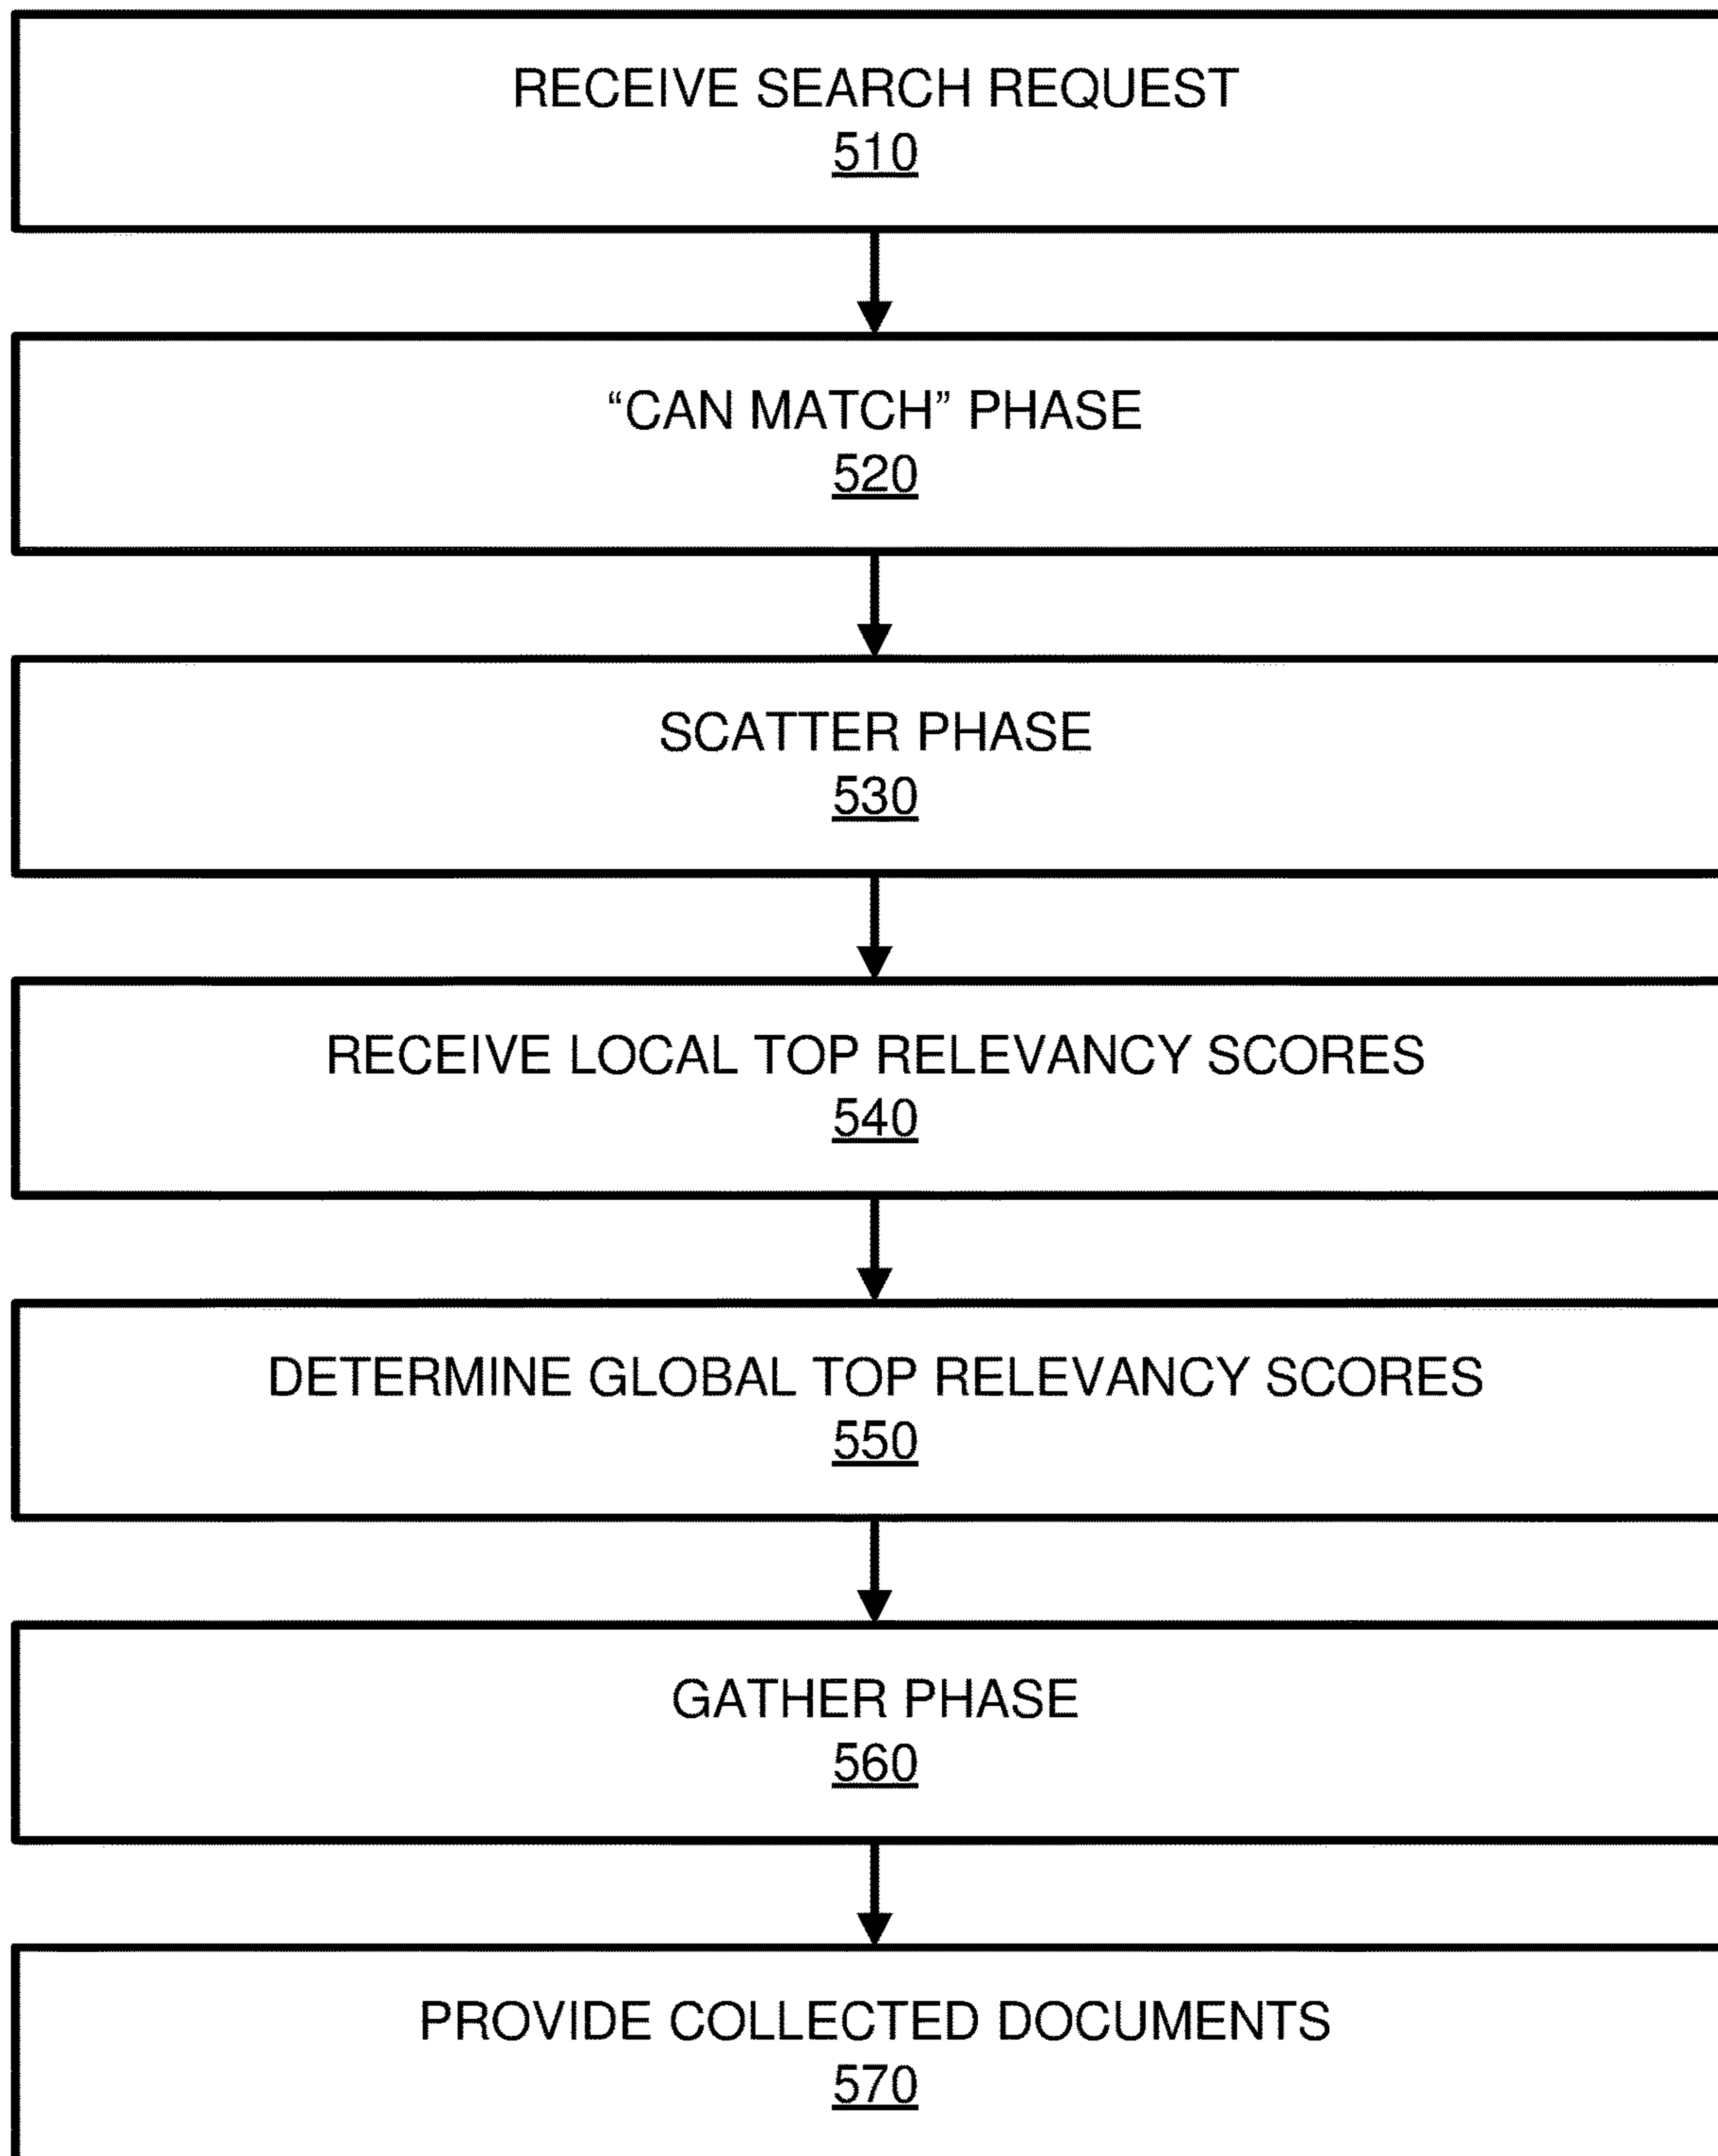 RECEIVE SEARCH REQUEST
510
“CAN MATCH” PHASE
520
SCATTER PHASE
530
RECEIVE LOCAL TOP RELEVANCY SCORES
540
DETERMINE GLOBAL TOP RELEVANCY SCORES
550
GATHER PHASE
560
PROVIDE COLLECTED DOCUMENTS
570